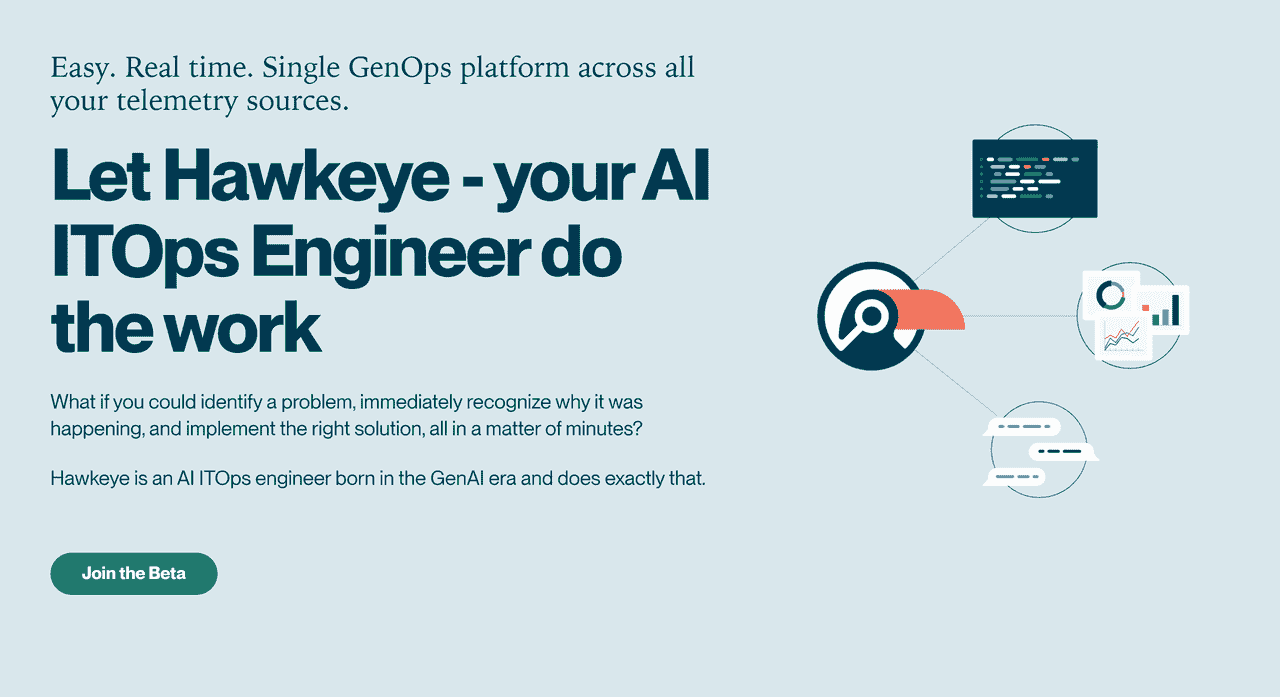 Easy. Real time. Single GenOps platform across all
your telemetry sources.
Let Hawkeye - your AI
ITOps Engineer do
the work
What if you could identify a problem, immediately recognize why it was
happening, and implement the right solution, all in a matter of minutes?
Hawkeye is an AI ITOps engineer born in the GenAI era and does exactly that.
Join the Beta